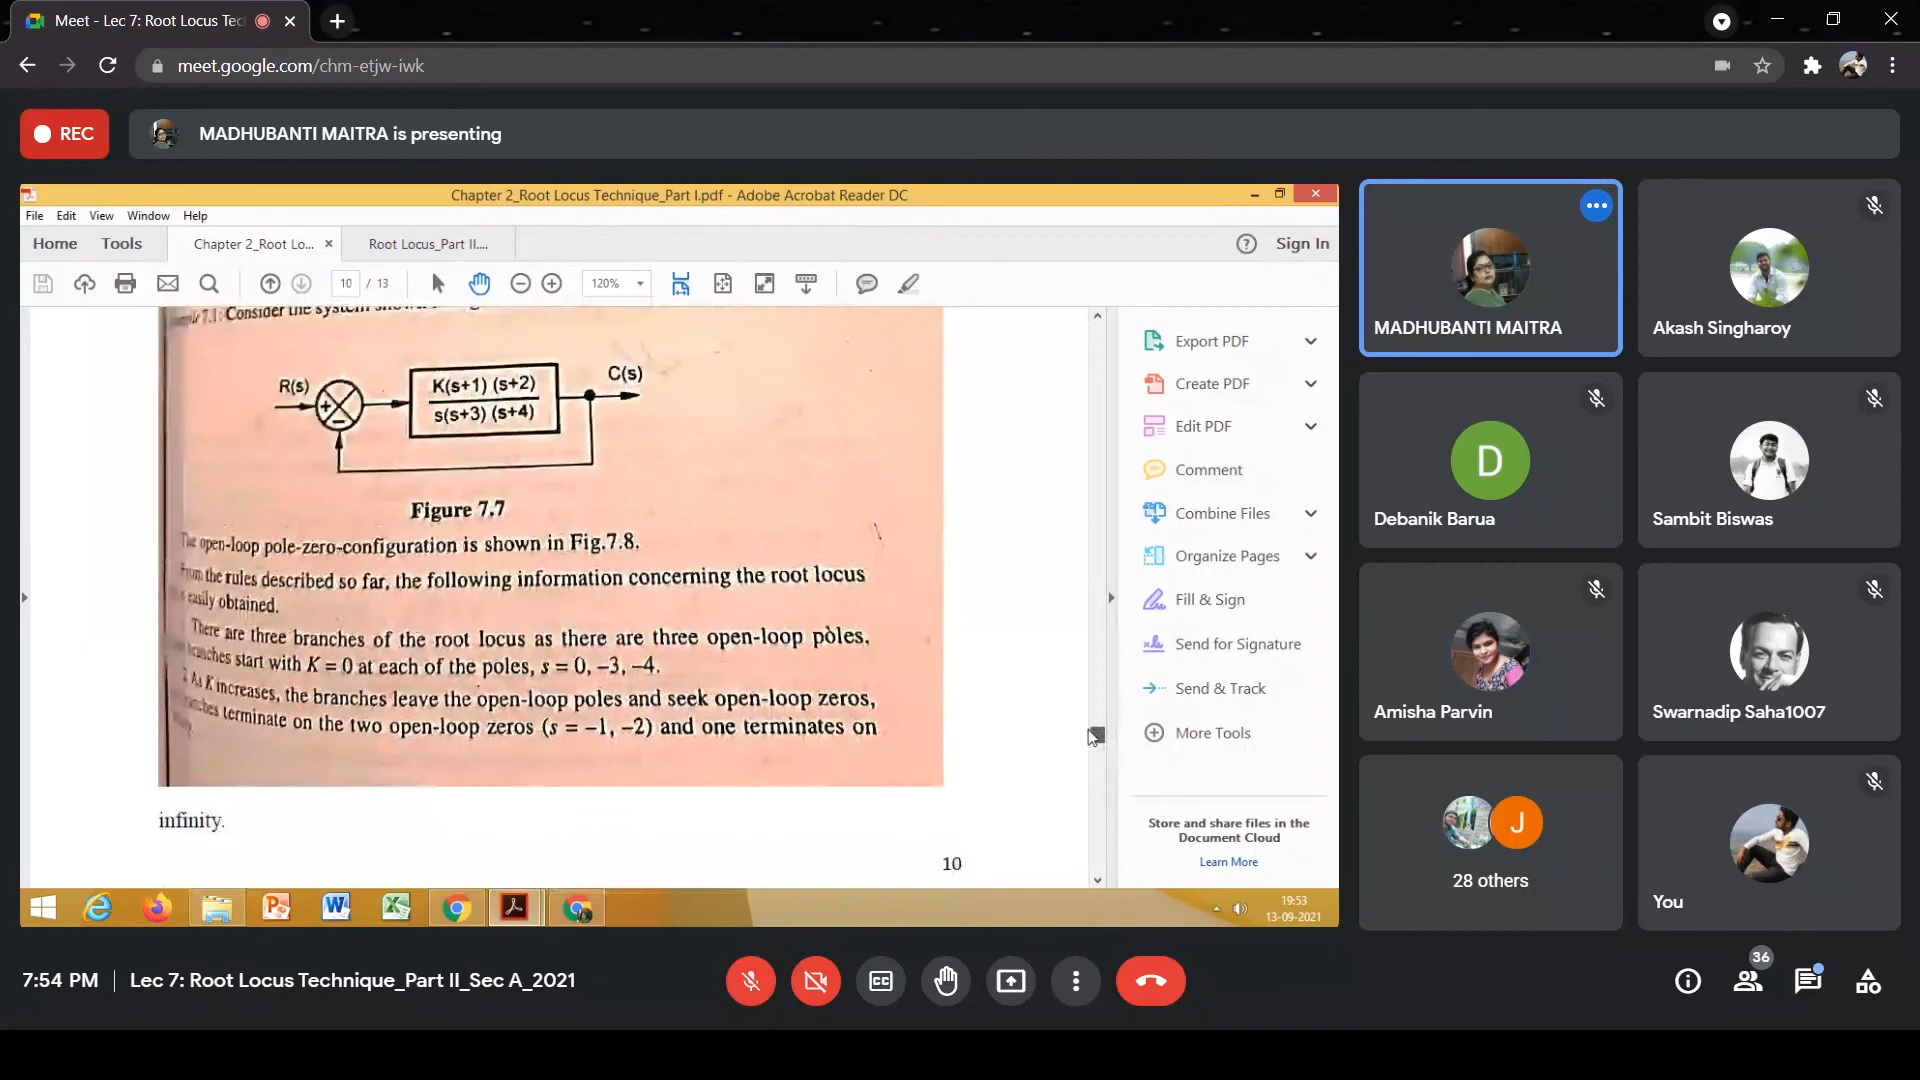 Meet - Lec 7: Root Locus Tec
meet.google.com/chm-etjw-iwk
REC
MADHUBANTI MAITRA is presenting
Chapter 2_Root Locus Technique_Part I.pdf - Adobe Acrobat Reader DC
File Edit View Window Help
Home Tools Chapter 2_Root Lo... Root Locus_Part II.... Sign In
10 / 13 120%
7.1: Consider the system
R(s)
K(s+1) (s+2)
s(s+3) (s+4)
C(s)
+
−
Figure 7.7
The open-loop pole-zero-configuration is shown in Fig.7.8.
From the rules described so far, the following information concerning the root locus
easily obtained.
There are three branches of the root locus as there are three open-loop poles,
branches start with K = 0 at each of the poles, s = 0, –3, –4.
As K increases, the branches leave the open-loop poles and seek open-loop zeros,
terminate on the two open-loop zeros (s = –1, –2) and one terminates on
infinity.
10
Export PDF
Create PDF
Edit PDF
Comment
Combine Files
Organize Pages
Fill & Sign
Send for Signature
Send & Track
More Tools
Store and share files in the
Document Cloud
Learn More
19:53
13-09-2021
MADHUBANTI MAITRA
Akash Singharoy
D
Debanik Barua
Sambit Biswas
Amisha Parvin
Swarnadip Saha1007
J
28 others
You
7:54 PM Lec 7: Root Locus Technique_Part II_Sec A_2021
36